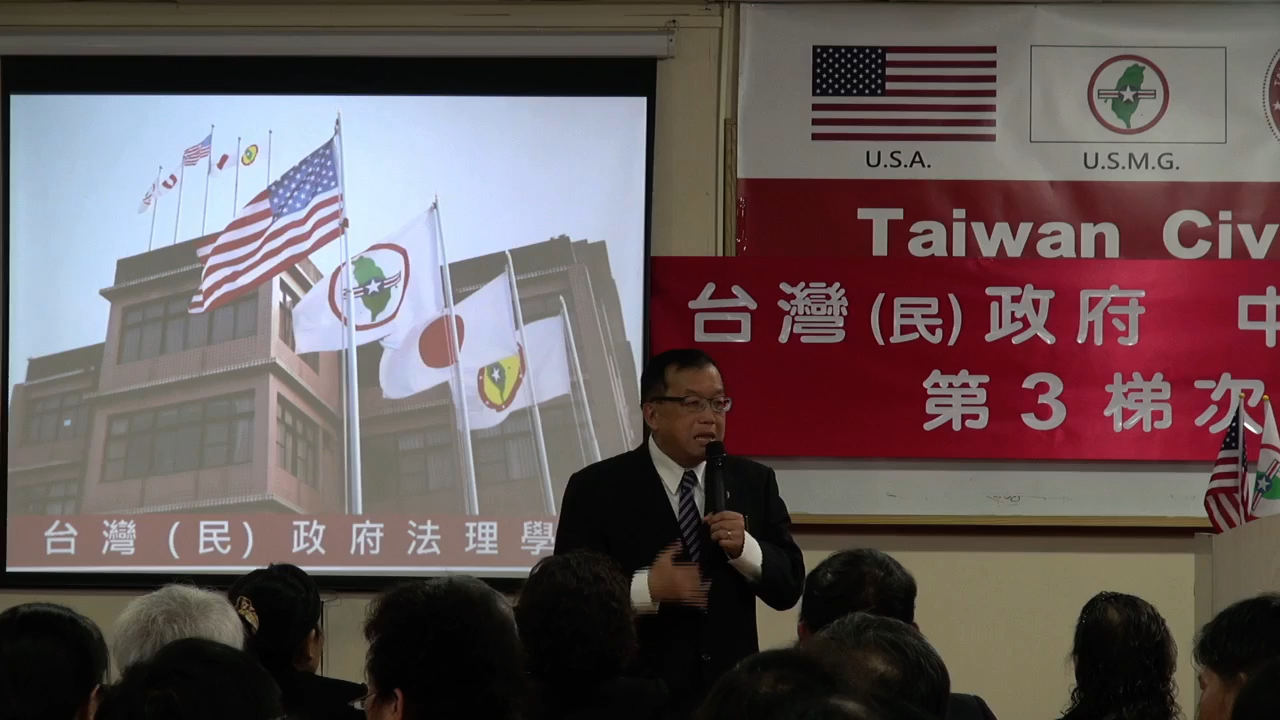 U.S.A.
U.S.M.G.
Taiwan Civ
台灣(民)政府 中
第3梯次
台灣(民)政府法理學